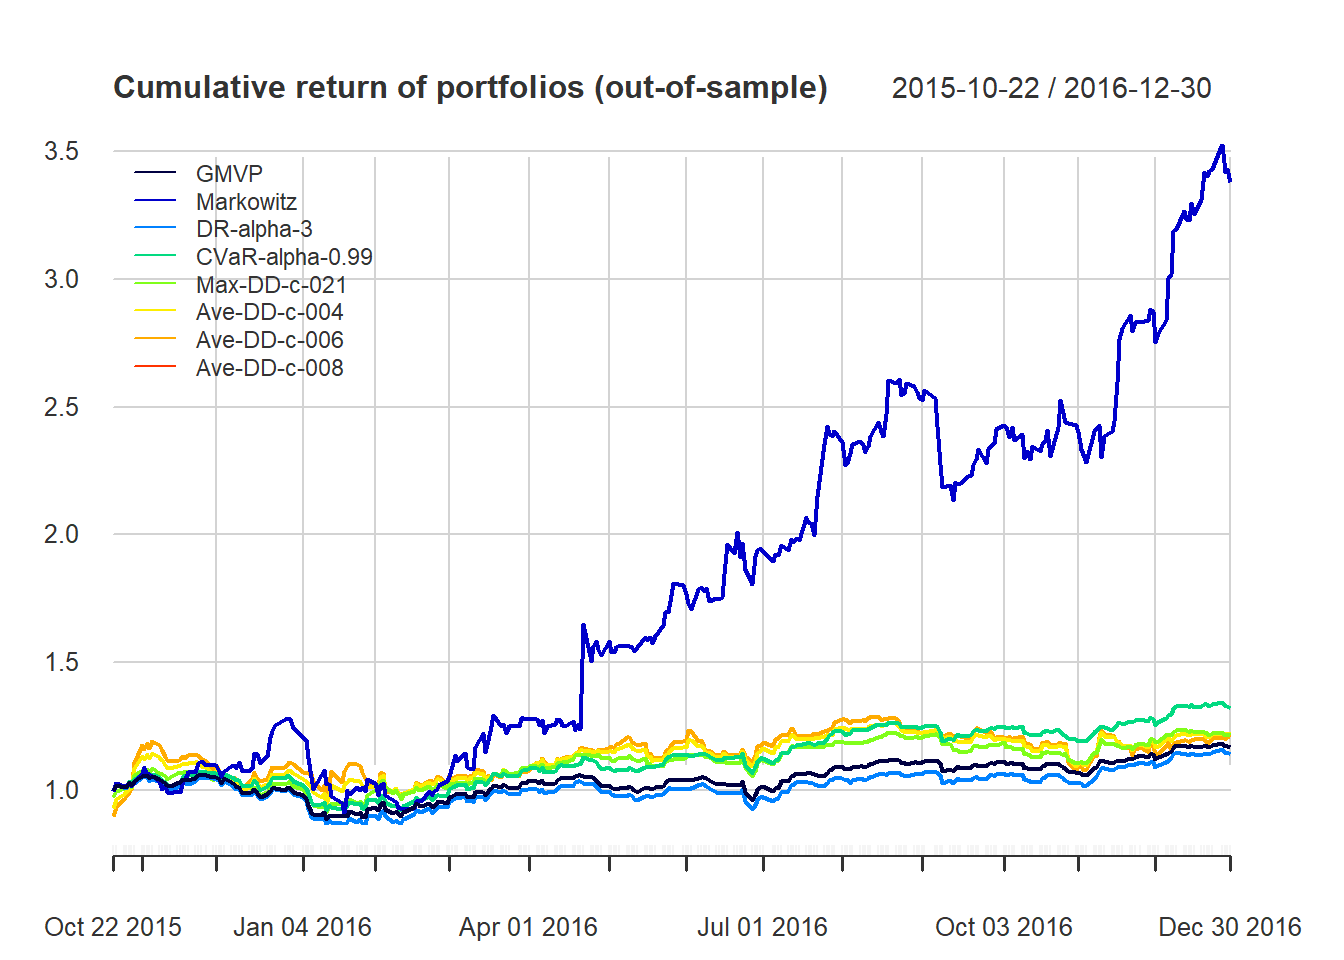 Cumulative return of portfolios (out-of-sample) 2015-10-22 / 2016-12-30
3.5
3.0
2.5
2.0
1.5
1.0
GMVP
Markowitz
DR-alpha-3
CVaR-alpha-0.99
Max-DD-c-021
Ave-DD-c-004
Ave-DD-c-006
Ave-DD-c-008
Oct 22 2015 Jan 04 2016 Apr 01 2016 Jul 01 2016 Oct 03 2016 Dec 30 2016